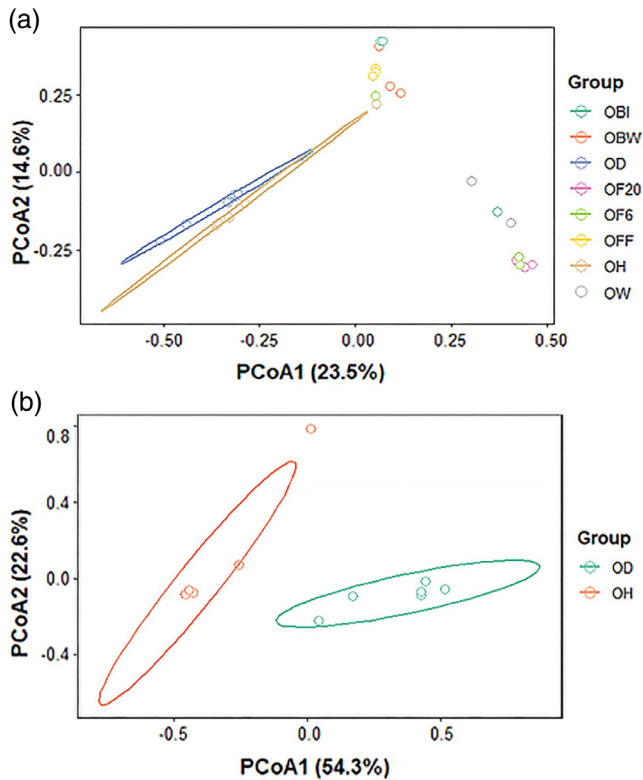 (a)
PCoA2 (14.6%)
0.25
0.00
-0.25
-0.50
-0.25
0.00
0.25
0.50
PCoA1 (23.5%)
Group
OBI
OBW
OD
OF20
OF6
OFF
OH
OW
(b)
PCoA2 (22.6%)
0.8
0.4
0.0
-0.4
-0.5
0.0
0.5
PCoA1 (54.3%)
Group
OD
OH